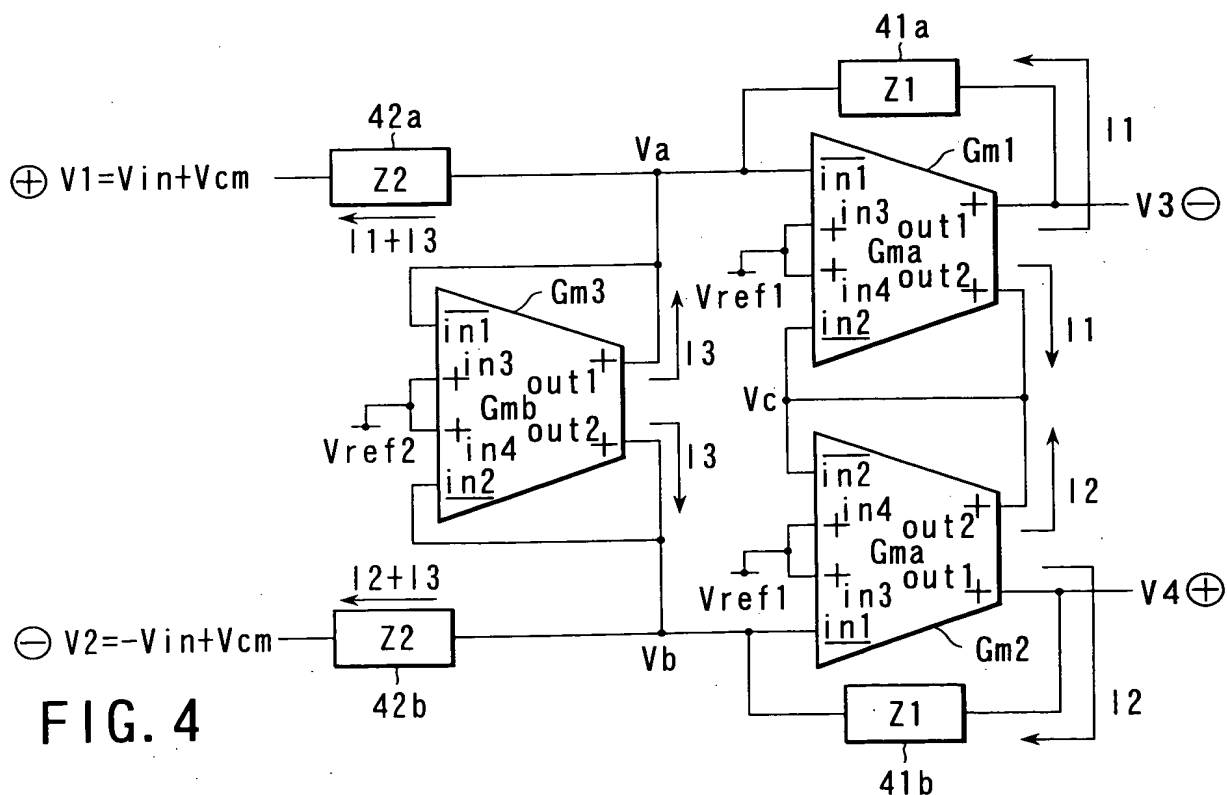 41a
Z1
I1
42a
Va
Gm1
⊕ V1=Vin+Vcm
Z2
in1
in3
+
out1
+
V3 ⊖
I1+I3
Gma
Vref1
+
in4
out2
+
in2
I1
Gm3
in1
in3
+
out1
+
I3
Vc
Gmb
Vref2
+
in4
out2
+
in2
I3
in2
in4
+
out2
+
I2
Gma
Vref1
+
in3
out1
+
V4 ⊕
in1
I2+I3
⊖ V2=-Vin+Vcm
Z2
Vb
Gm2
42b
Z1
I2
41b
FIG. 4